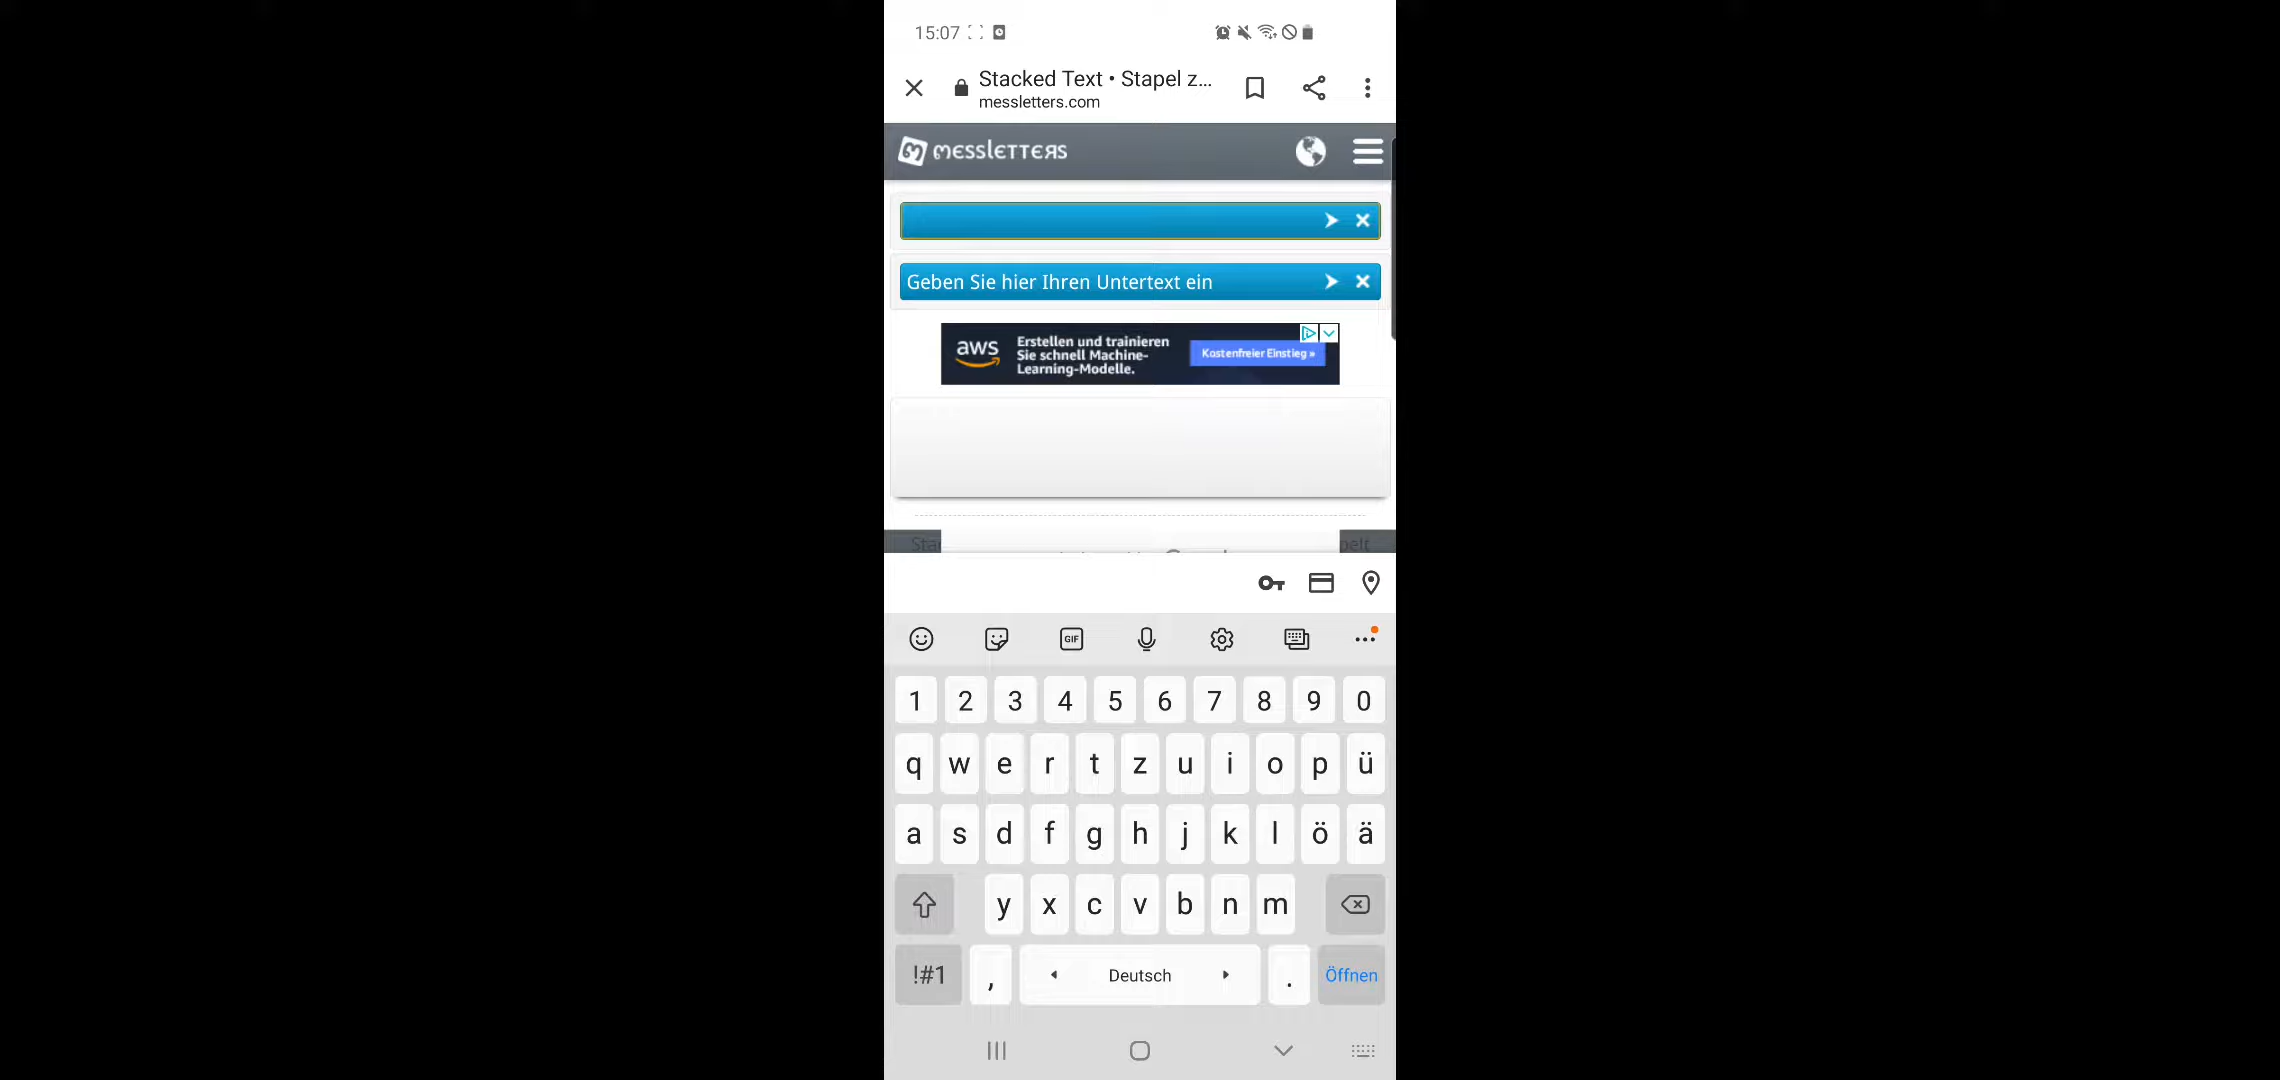 15:07
Stacked Text • Stapel z...
messletters.com
messletters
Geben Sie hier Ihren Untertext ein
aws
Erstellen und trainieren
Sie schnell Machine-
Learning-Modelle.
Kostenfreier Einstieg »
GIF
1 2 3 4 5 6 7 8 9 0
q w e r t z u i o p ü
a s d f g h j k l ö ä
y x c v b n m
!#1 , Deutsch . Öffnen